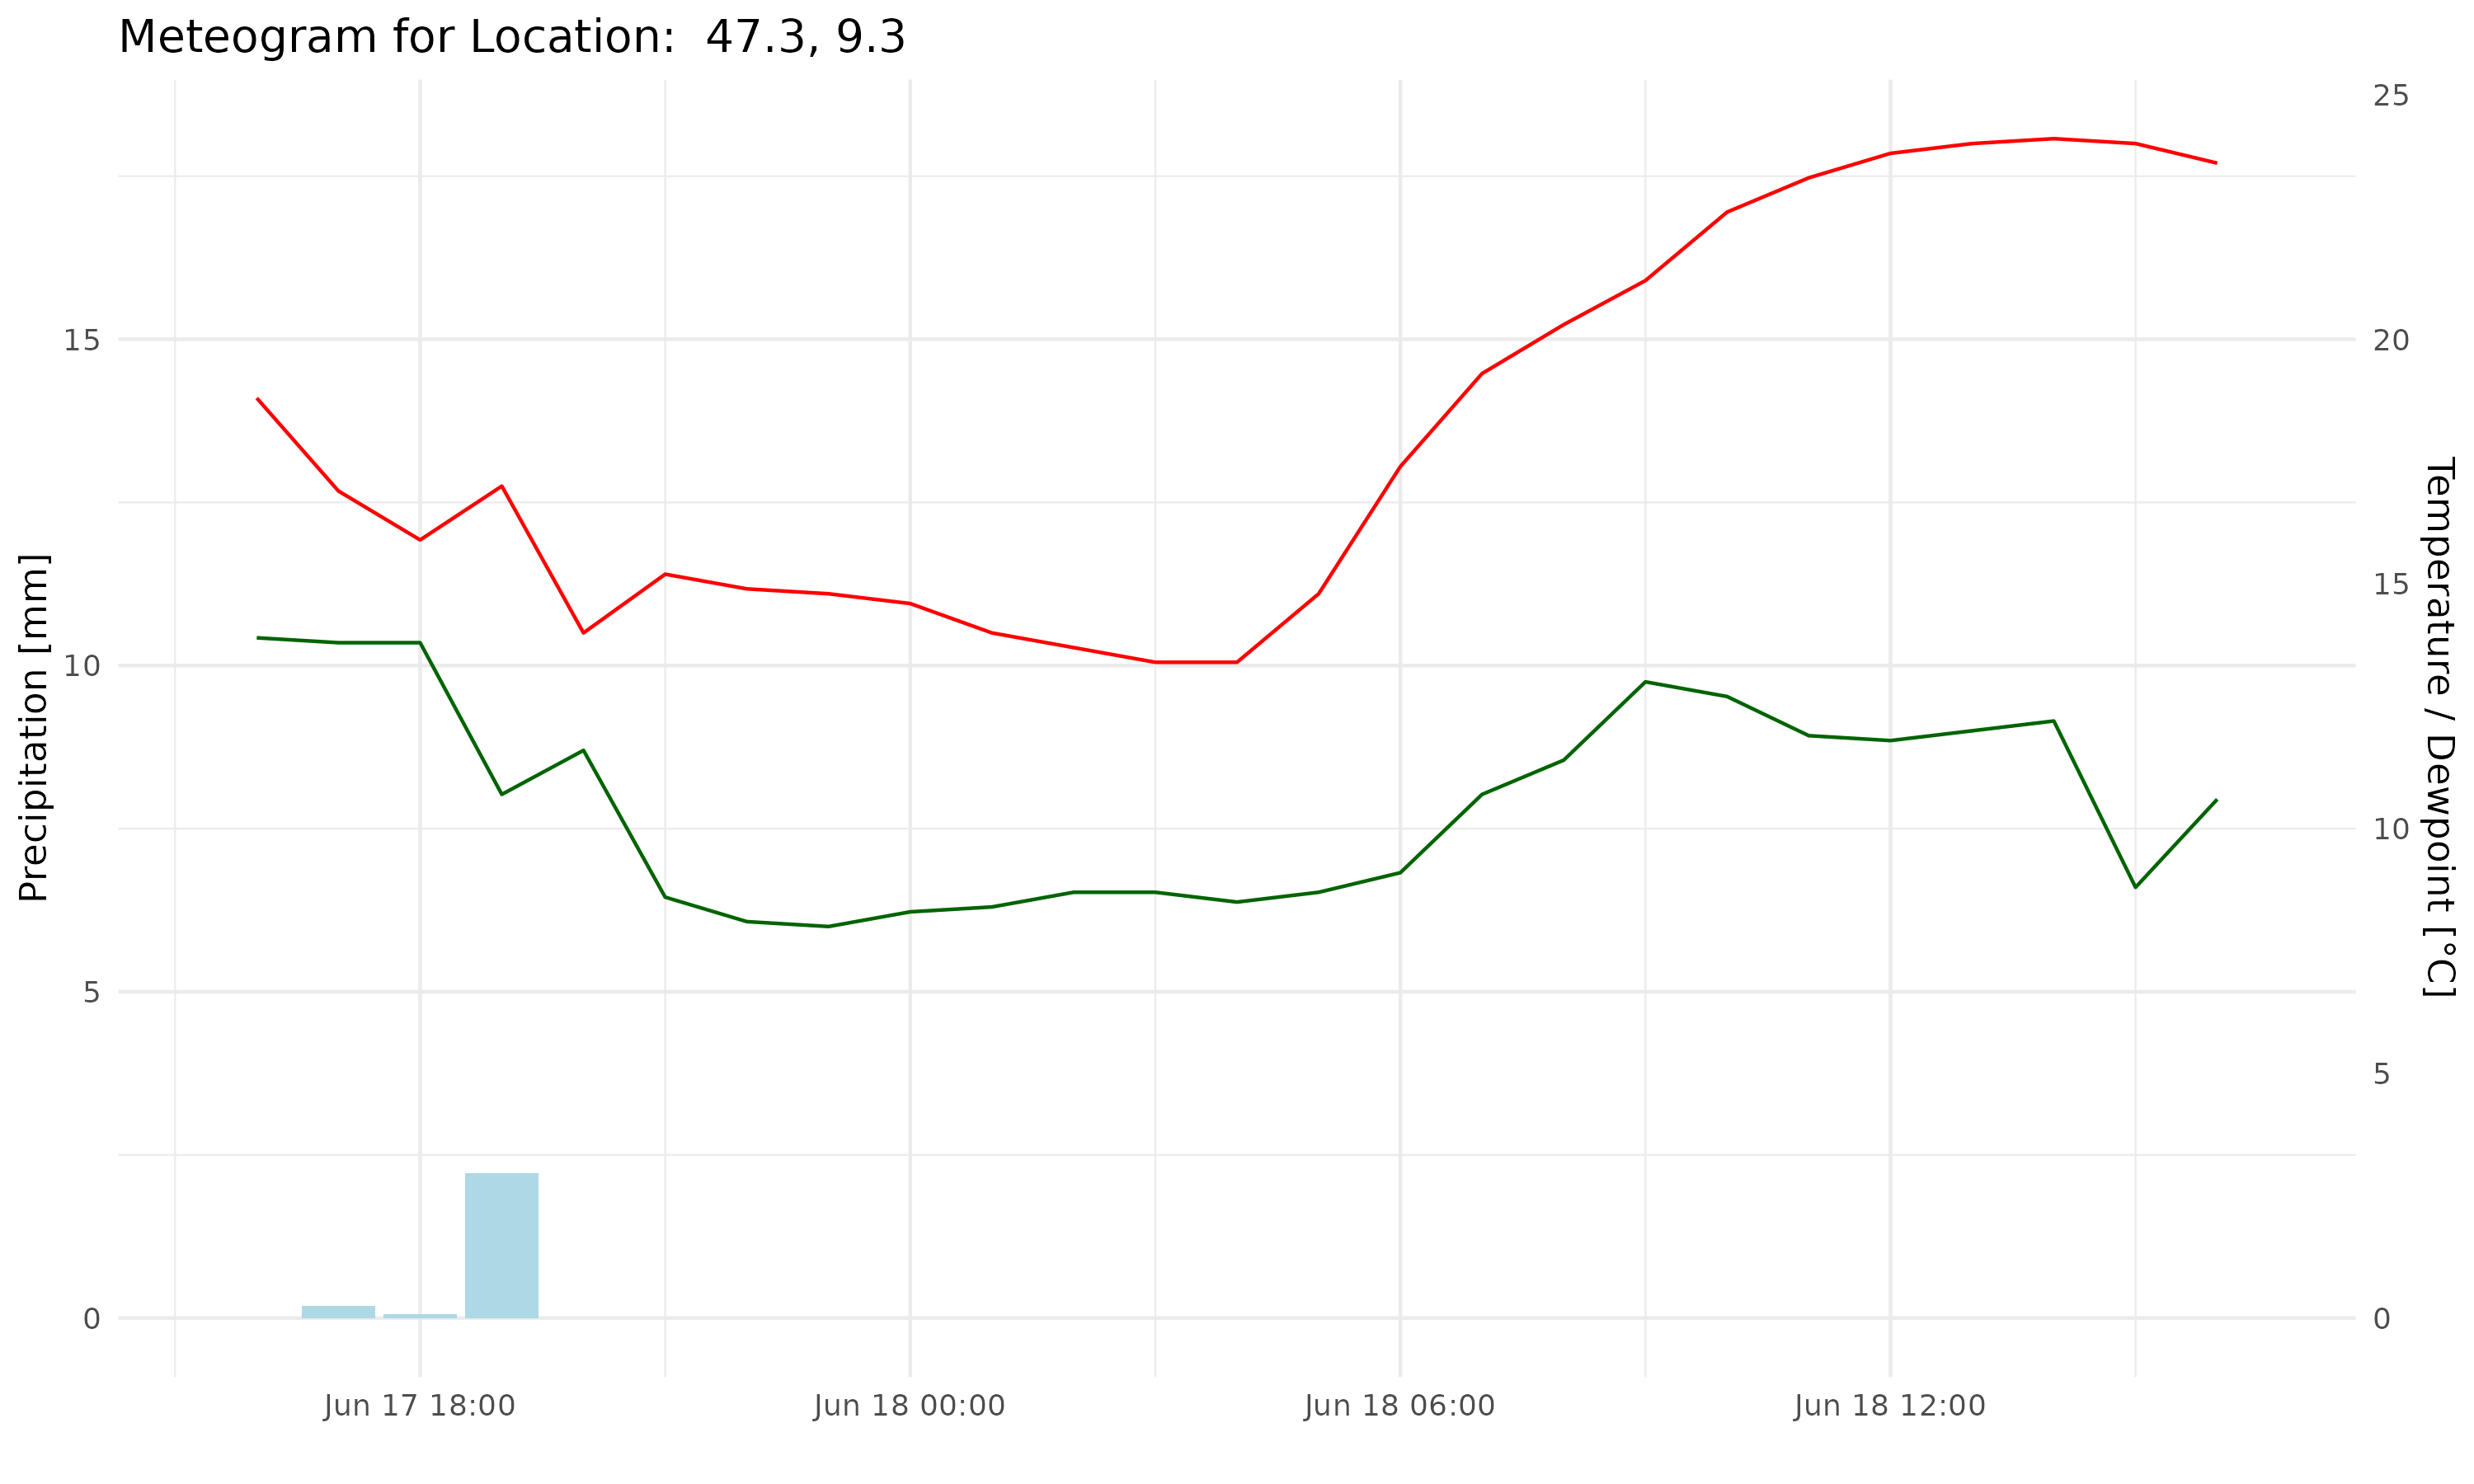 Meteogram for Location:  47.3, 9.3
25
15
20
10
15
5
10
0
5
0
Precipitation [mm]
Temperature / Dewpoint [°C]
Jun 17 18:00
Jun 18 00:00
Jun 18 06:00
Jun 18 12:00